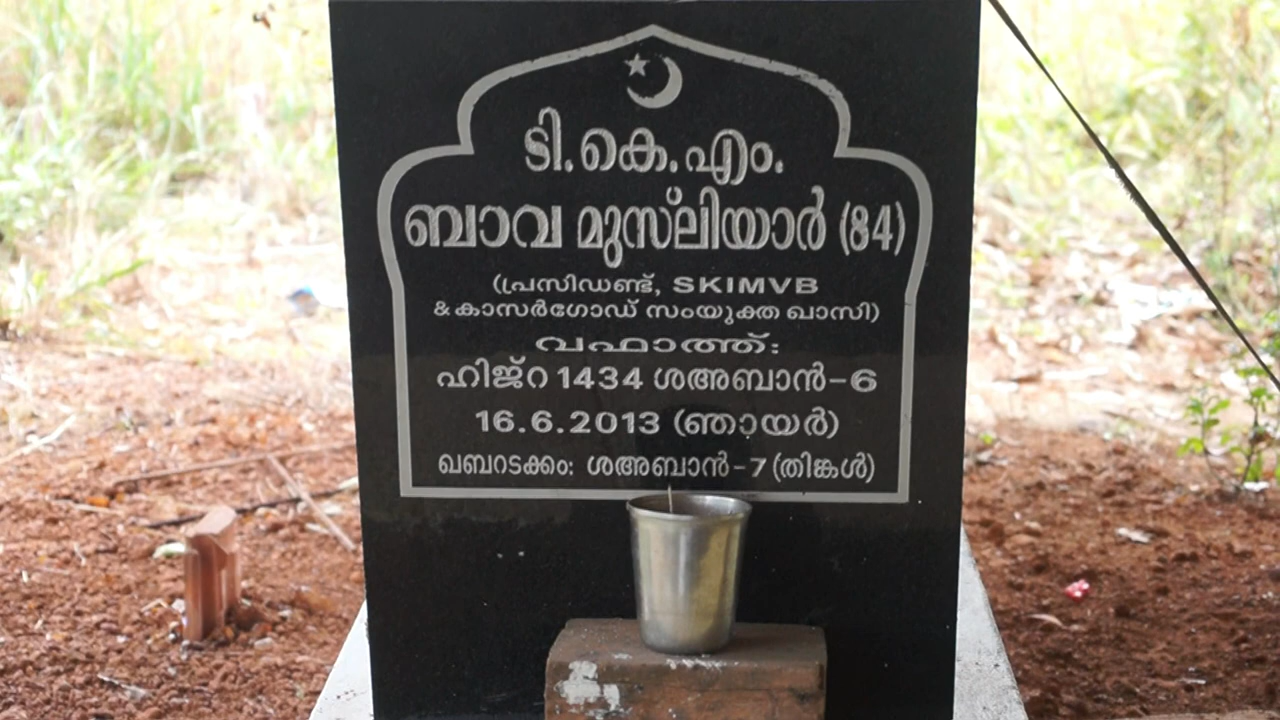 ടി.കെ.എം.
ബാവ മുസ്‌ലിയാർ (84)
(പ്രസിഡണ്ട്, SKIMVB
& കാസർഗോഡ് സംയുക്ത ഖാസി)
വഫാത്ത്:
ഹിജ്റ 1434 ശഅബാൻ-6
16.6.2013 (ഞായർ)
ഖബറടക്കം: ശഅബാൻ-7 (തിങ്കൾ)